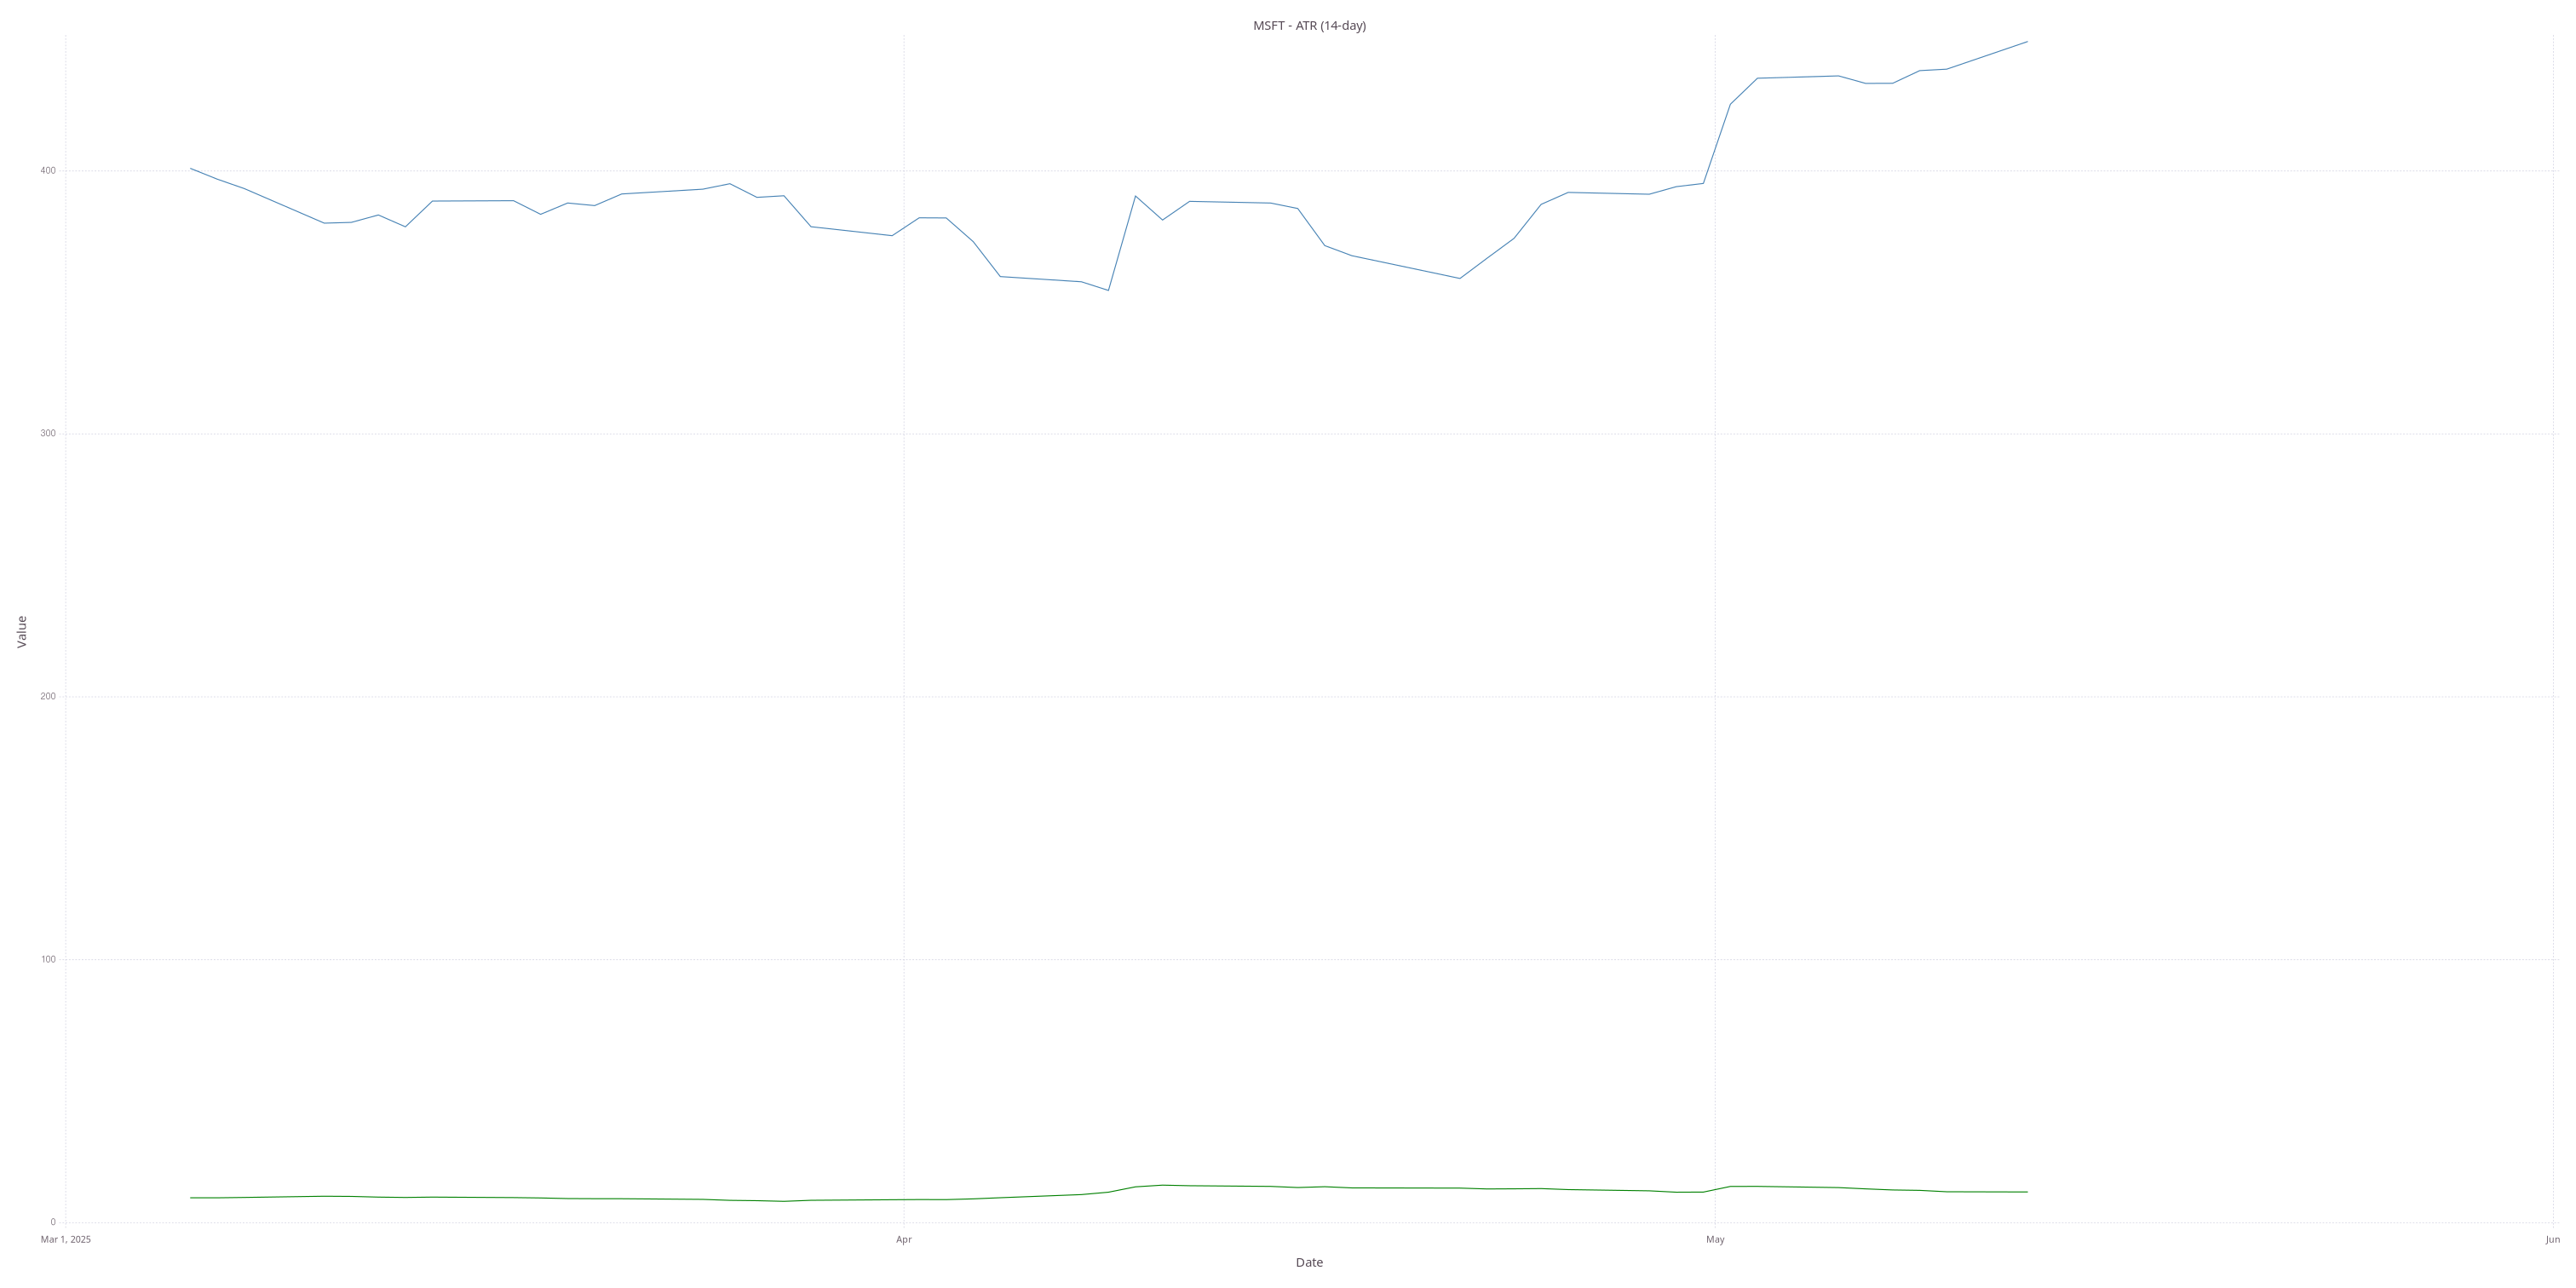 MSFT - ATR (14-day)
400
300
200
100
0
Value
Mar 1, 2025
Apr
May
Jun
Date